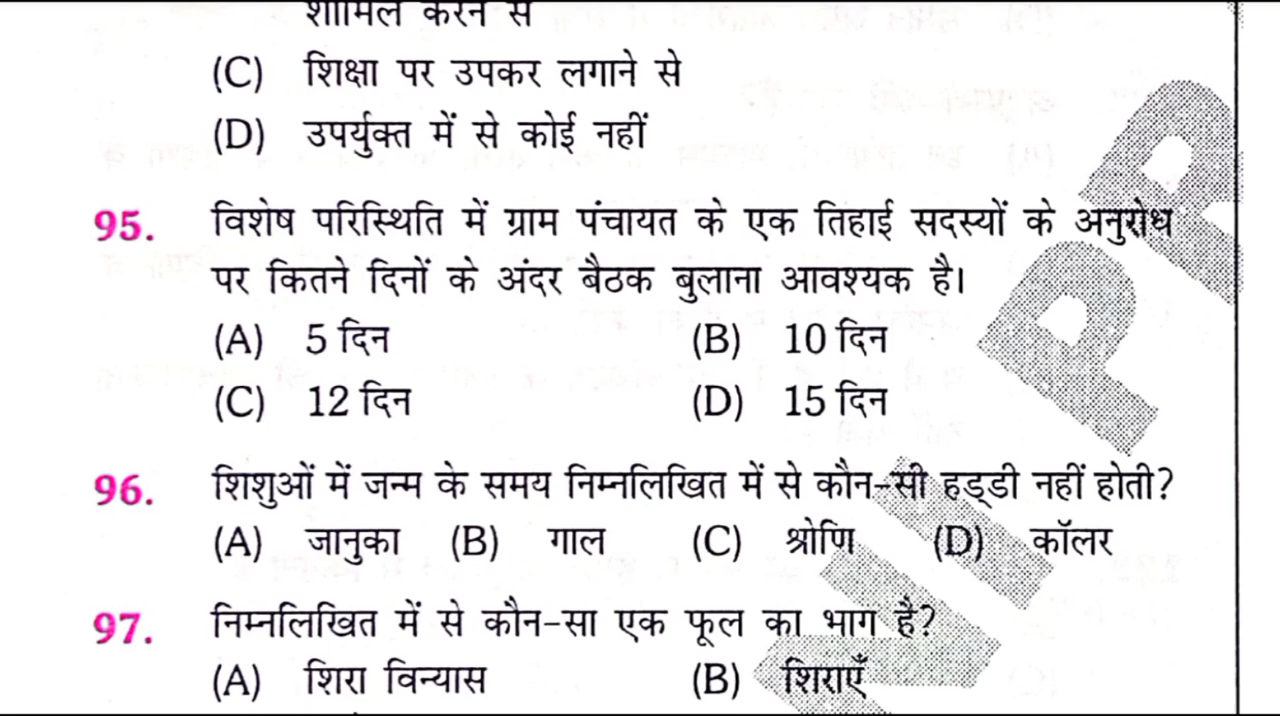 शामिल करने से
(C) शिक्षा पर उपकर लगाने से
(D) उपर्युक्त में से कोई नहीं
95. विशेष परिस्थिति में ग्राम पंचायत के एक तिहाई सदस्यों के अनुरोध
पर कितने दिनों के अंदर बैठक बुलाना आवश्यक है।
(A) 5 दिन (B) 10 दिन
(C) 12 दिन (D) 15 दिन
96. शिशुओं में जन्म के समय निम्नलिखित में से कौन-सी हड्डी नहीं होती?
(A) जानुका (B) गाल (C) श्रोणि (D) कॉलर
97. निम्नलिखित में से कौन-सा एक फूल का भाग है?
(A) शिरा विन्यास (B) शिराएँ